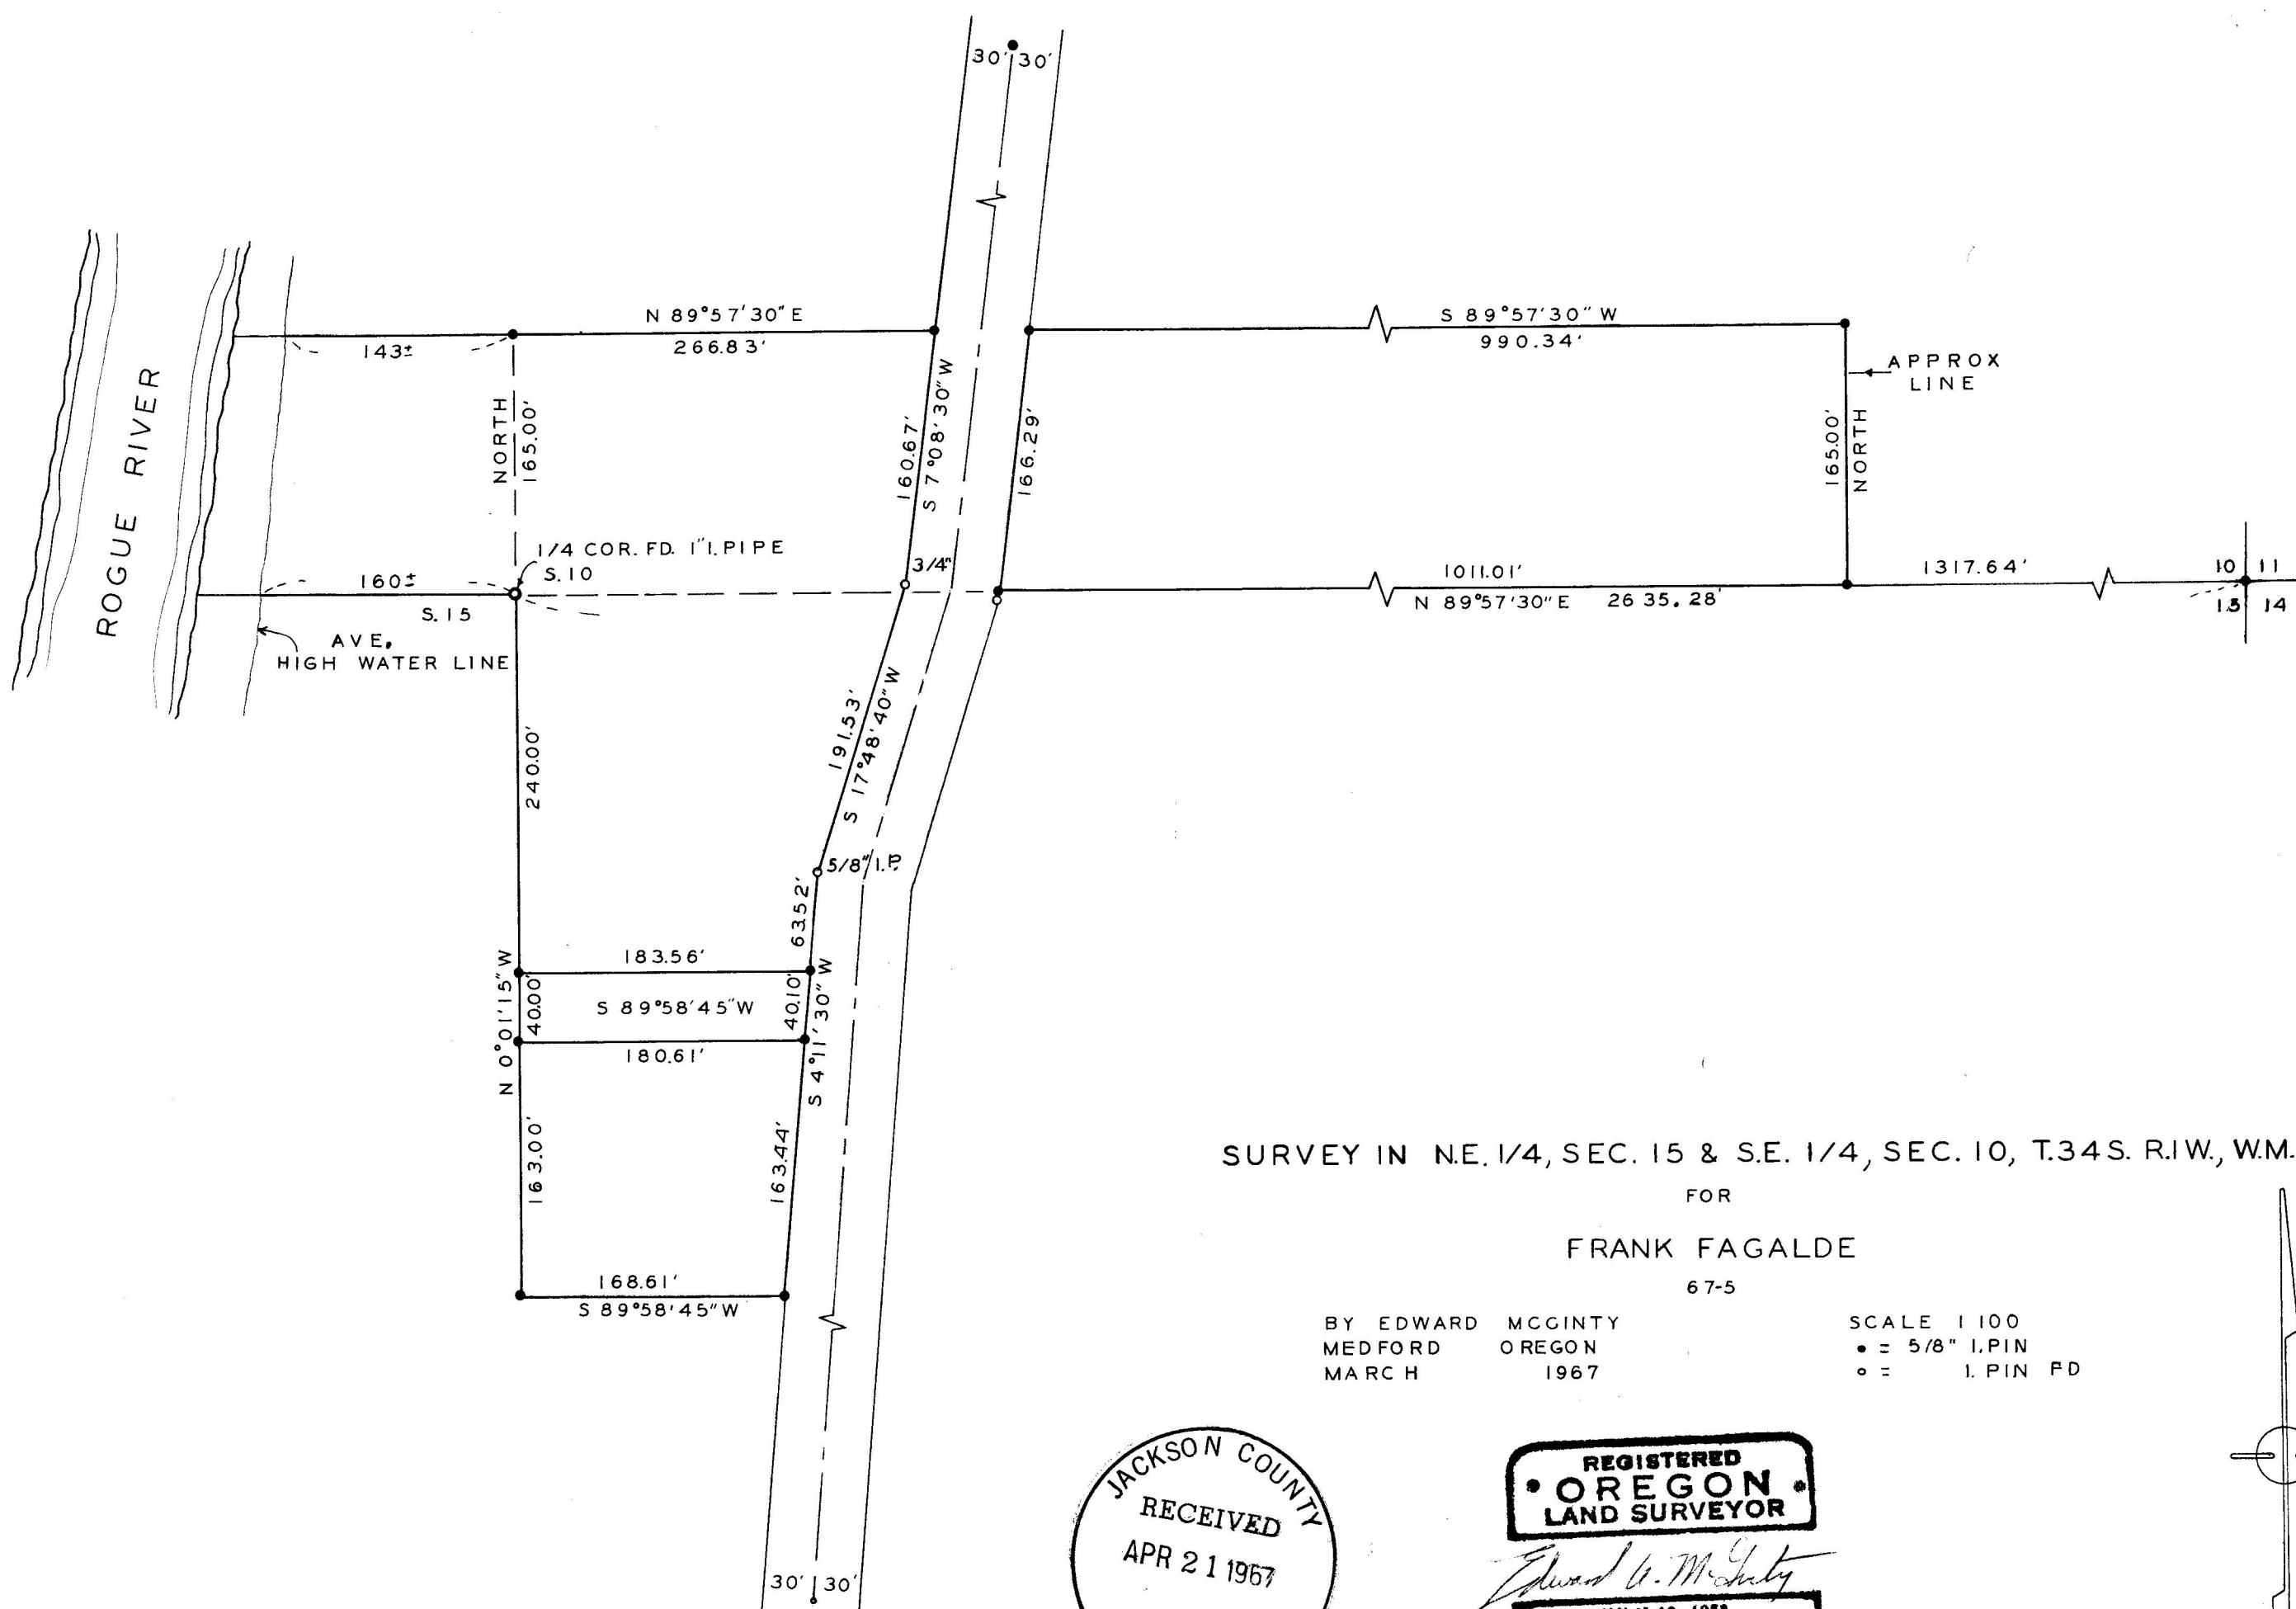 30' 30'
N 89°57'30" E
266.83'
143±
S 89°57'30" W
990.34'
APPROX
LINE
ROGUE RIVER
NORTH
165.00'
160.67'
S 7°08'30" W
166.29'
165.00'
NORTH
1/4 COR. FD. 1" I. PIPE
S. 10
3/4"
160±
S. 15
1011.01'
N 89°57'30" E 2635.28'
1317.64'
10 11
15 14
AVE.
HIGH WATER LINE
240.00'
191.53'
S 17°48'40" W
5/8" I.P.
63.52'
183.56'
N 0°01'15" W
40.00'
S 89°58'45" W
40.10'
S 4°11'30" W
180.61'
163.00'
163.44'
168.61'
S 89°58'45" W
30' 30'
SURVEY IN N.E. 1/4, SEC. 15 & S.E. 1/4, SEC. 10, T.34S. R.1W., W.M.
FOR
FRANK FAGALDE
67-5
BY EDWARD MCGINTY
MEDFORD OREGON
MARCH 1967
SCALE 1 100
• = 5/8" I. PIN
o = I. PIN FD
JACKSON COUNTY
RECEIVED
APR 21 1967
REGISTERED
OREGON
LAND SURVEYOR
Edward A. McGinty